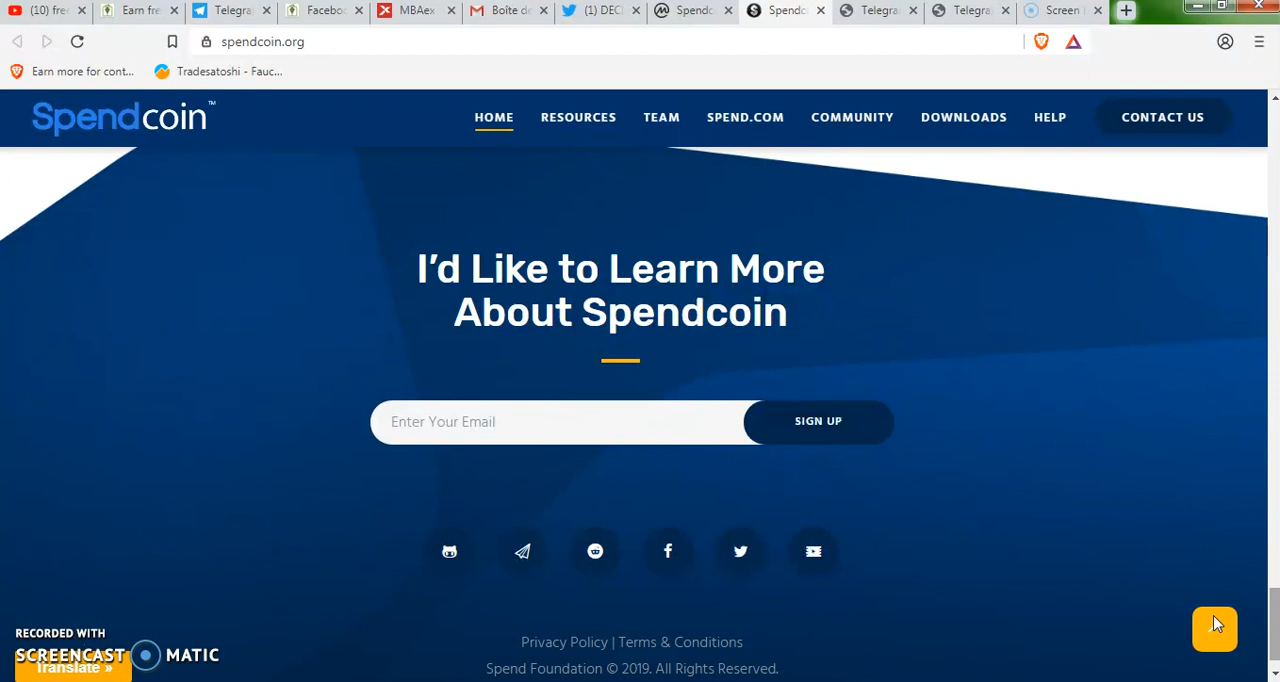 (10) free
Earn fre
Telegra
Facebo
MBAex
Boîte de
(1) DEC
Spendc
Spendc
Telegra
Telegra
Screen
spendcoin.org
Earn more for cont...
Tradesatoshi - Fauc...
Spendcoin™
HOME
RESOURCES
TEAM
SPEND.COM
COMMUNITY
DOWNLOADS
HELP
CONTACT US
I'd Like to Learn More
About Spendcoin
Enter Your Email
SIGN UP
Privacy Policy | Terms & Conditions
Spend Foundation © 2019. All Rights Reserved.
RECORDED WITH
SCREENCAST MATIC
Translate »